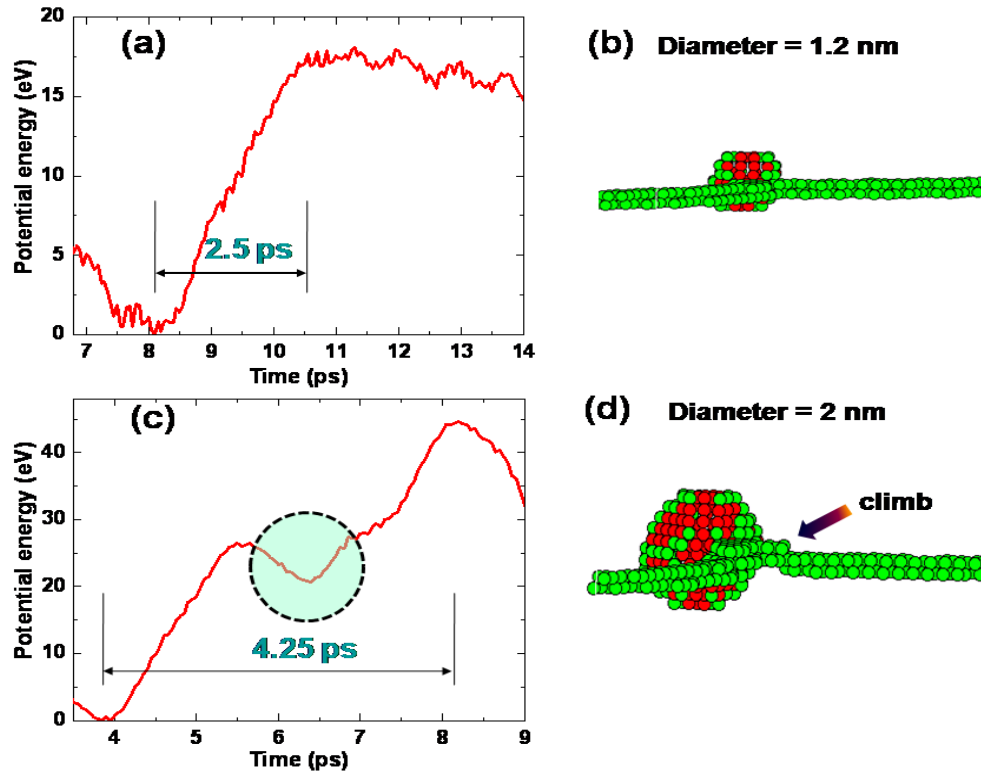 (a)
Potential energy (eV)
20
15
10
5
0
2.5 ps
7 8 9 10 11 12 13 14
Time (ps)
(b) Diameter = 1.2 nm
(c)
Potential energy (eV)
40
30
20
10
0
4.25 ps
4 5 6 7 8 9
Time (ps)
(d) Diameter = 2 nm
climb